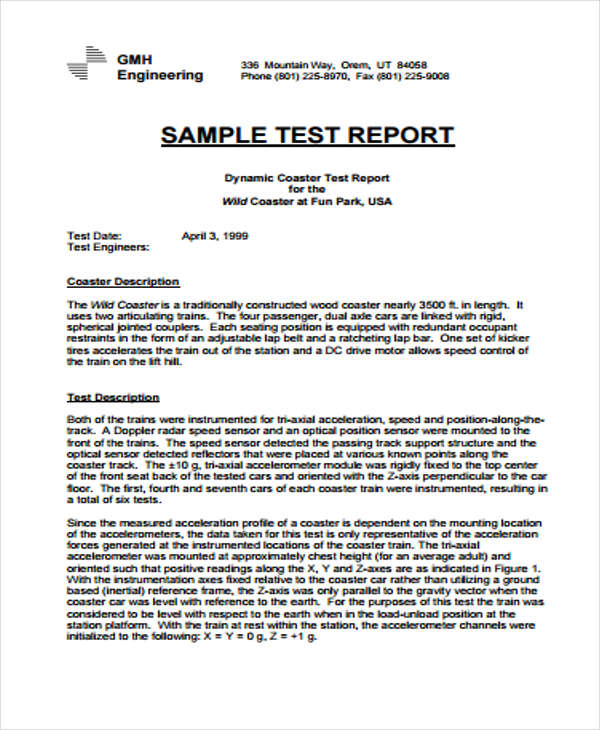 GMH
Engineering
336 Mountain Way, Orem, UT 84058
Phone (801) 225-8970, Fax (801) 225-9008
SAMPLE TEST REPORT
Dynamic Coaster Test Report
for the
Wild Coaster at Fun Park, USA
Test Date: April 3, 1999
Test Engineers:
Coaster Description
The Wild Coaster is a traditionally constructed wood coaster nearly 3500 ft. in length. It
uses two articulating trains. The four passenger, dual axle cars are linked with rigid,
spherical jointed couplers. Each seating position is equipped with redundant occupant
restraints in the form of an adjustable lap belt and a ratcheting lap bar. One set of kicker
tires accelerates the train out of the station and a DC drive motor allows speed control of
the train on the lift hill.
Test Description
Both of the trains were instrumented for tri-axial acceleration, speed and position-along-the-
track. A Doppler radar speed sensor and an optical position sensor were mounted to the
front of the trains. The speed sensor detected the passing track support structure and the
optical sensor detected reflectors that were placed at various known points along the
coaster track. The ±10 g, tri-axial accelerometer module was rigidly fixed to the top center
of the front seat back of the tested cars and oriented with the Z-axis perpendicular to the car
floor. The first, fourth and seventh cars of each coaster train were instrumented, resulting in
a total of six tests.
Since the measured acceleration profile of a coaster is dependent on the mounting location
of the accelerometers, the data taken for this test is only representative of the acceleration
forces generated at the instrumented locations of the coaster train. The tri-axial
accelerometer was mounted at approximately chest height (for an average adult) and
oriented such that positive readings along the X, Y and Z-axes are as indicated in Figure 1.
With the instrumentation axes fixed relative to the coaster car rather than utilizing a ground
based (inertial) reference frame, the Z-axis was only parallel to the gravity vector when the
coaster car was level with reference to the earth. For the purposes of this test the train was
considered to be level with respect to the earth when in the load-unload position at the
station platform. With the train at rest within the station, the accelerometer channels were
initialized to the following: X = Y = 0 g, Z = +1 g.